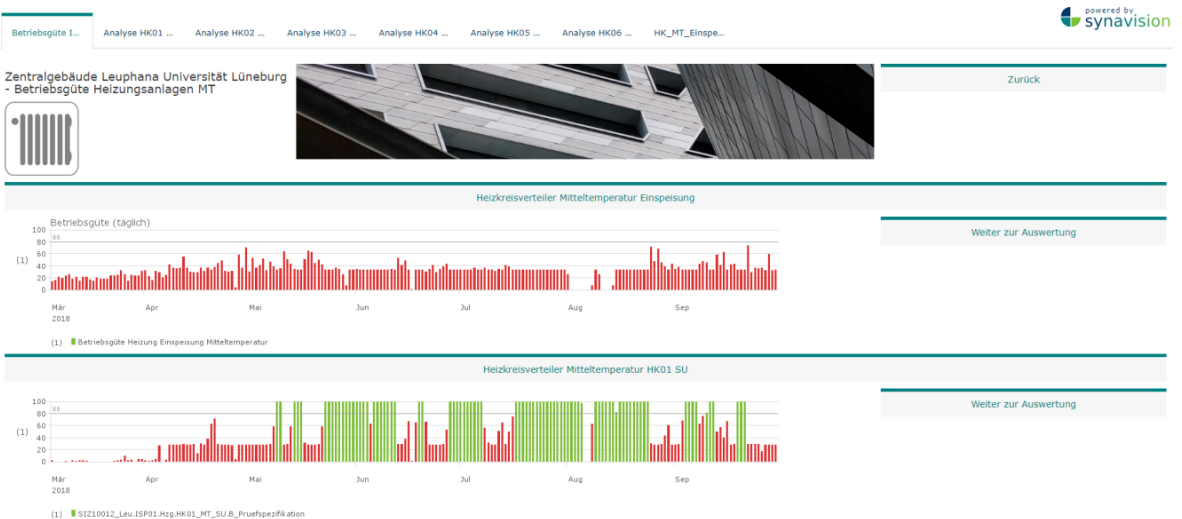 powered by
synavision
Betriebsgüte I...
Analyse HK01 ...
Analyse HK02 ...
Analyse HK03 ...
Analyse HK04 ...
Analyse HK05 ...
Analyse HK06 ...
HK_MT_Einspe...
Zentralgebäude Leuphana Universität Lüneburg
- Betriebsgüte Heizungsanlagen MT
Zurück
Heizkreisverteiler Mitteltemperatur Einspeisung
Betriebsgüte (täglich)
Weiter zur Auswertung
100
80
60
40
20
0
80
(1)
Mär Apr Mai Jun Jul Aug Sep
2018
(1) Betriebsgüte Heizung Einspeisung Mitteltemperatur
Heizkreisverteiler Mitteltemperatur HK01 SU
Weiter zur Auswertung
100
80
60
40
20
0
80
(1)
Mär Apr Mai Jun Jul Aug Sep
2018
(1) SIZ10012_Leu.ISP01.Hzg.HK01_MT_SU.B_Pruefspezifikation